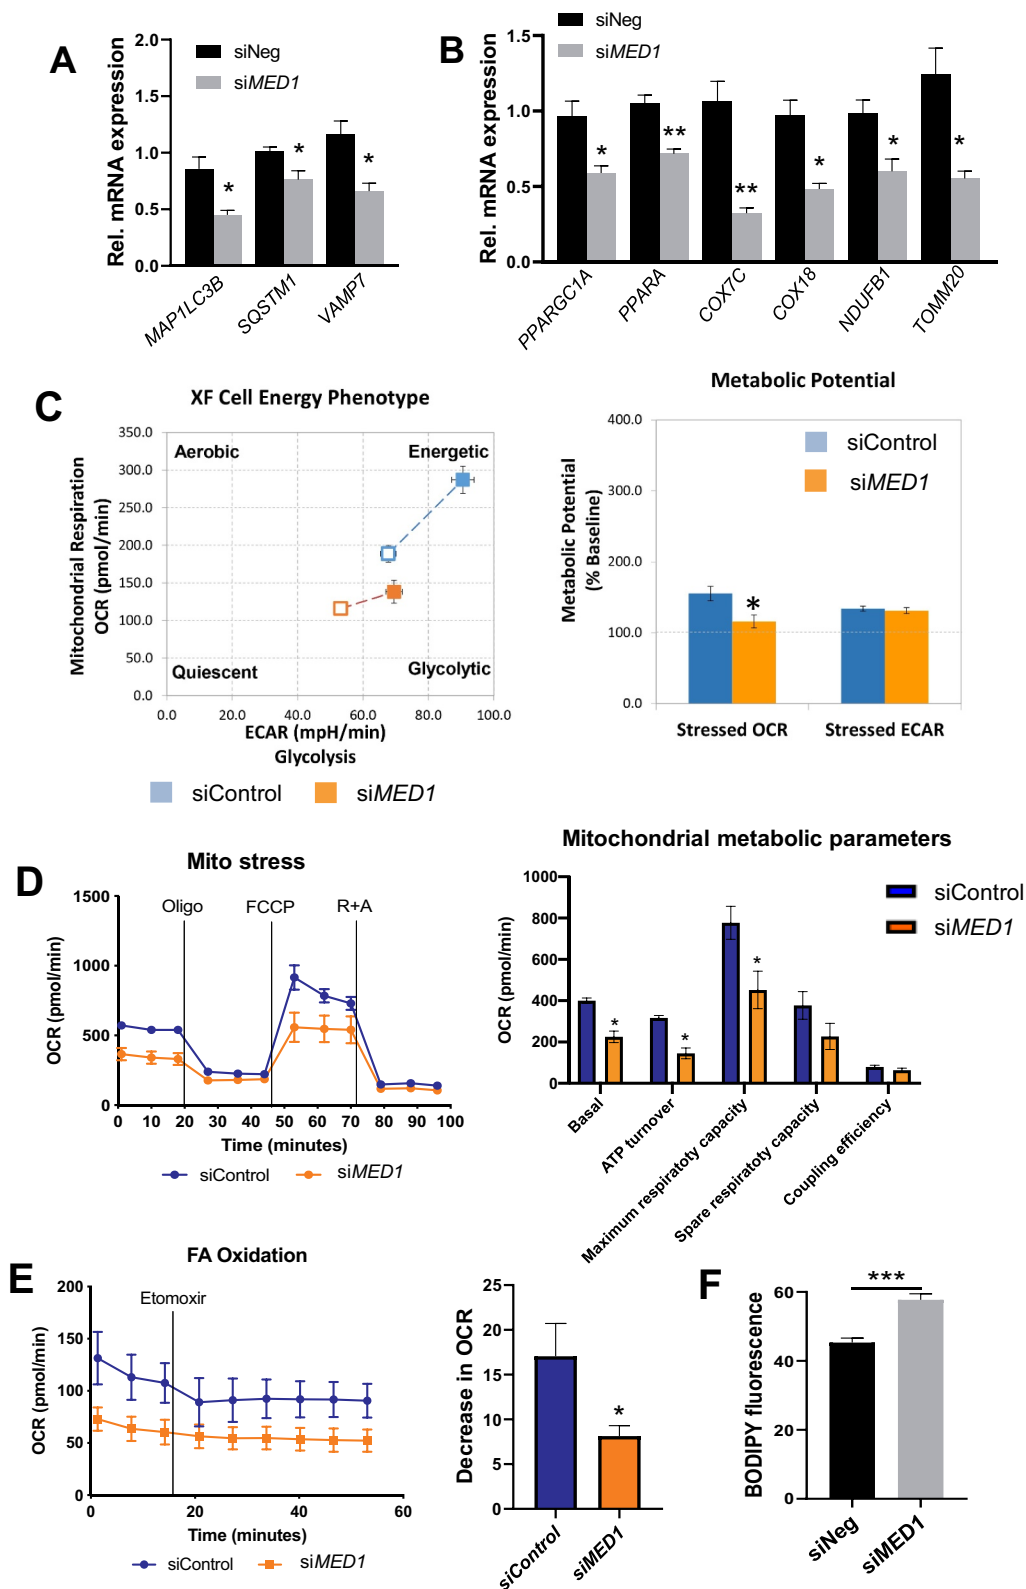 A
siNeg
siMED1
Rel. mRNA expression
2.0
1.5
1.0
0.5
0.0
*
*
*
MAP1LC3B
SQSTM1
VAMP7
B
siNeg
siMED1
Rel. mRNA expression
1.5
1.0
0.5
0.0
*
**
**
*
*
*
PPARGC1A
PPARA
COX7C
COX18
NDUFB1
TOMM20
C
XF Cell Energy Phenotype
Mitochondrial Respiration
OCR (pmol/min)
350.0
300.0
250.0
200.0
150.0
100.0
50.0
0.0
Aerobic
Energetic
Quiescent
Glycolytic
0.0
20.0
40.0
60.0
80.0
100.0
ECAR (mpH/min)
Glycolysis
siControl
siMED1
Metabolic Potential
Metabolic Potential
(% Baseline)
400.0
300.0
200.0
100.0
0.0
siControl
siMED1
*
Stressed OCR
Stressed ECAR
D
Mito stress
OCR (pmol/min)
1500
1000
500
0
Oligo
FCCP
R+A
0
10
20
30
40
50
60
70
80
90
100
Time (minutes)
siControl
siMED1
Mitochondrial metabolic parameters
OCR (pmol/min)
1000
800
600
400
200
0
siControl
siMED1
*
*
*
Basal
ATP turnover
Maximum respiratoty capacity
Spare respiratoty capacity
Coupling efficiency
E
FA Oxidation
OCR (pmol/min)
200
150
100
50
0
Etomoxir
0
20
40
60
Time (minutes)
siControl
siMED1
Decrease in OCR
25
20
15
10
5
0
*
siControl
siMED1
F
BODIPY fluorescence
60
40
20
0
***
siNeg
siMED1